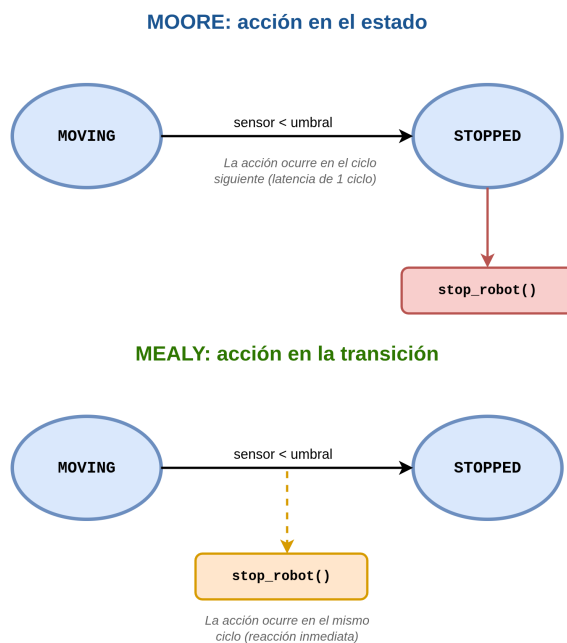 MOORE: acción en el estado
MOVING
sensor < umbral
STOPPED
La acción ocurre en el ciclo
siguiente (latencia de 1 ciclo)
stop_robot()
MEALY: acción en la transición
MOVING
sensor < umbral
STOPPED
stop_robot()
La acción ocurre en el mismo
ciclo (reacción inmediata)